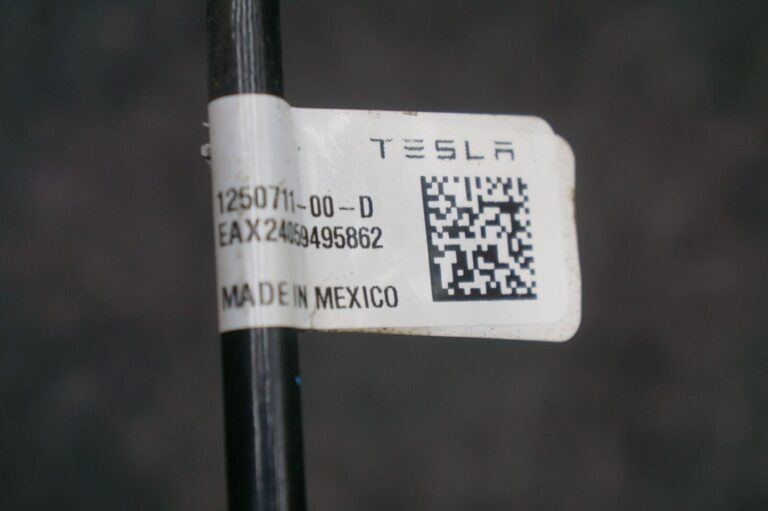 TESLA
1250711-00-D
EAX24059495862
MADE IN MEXICO